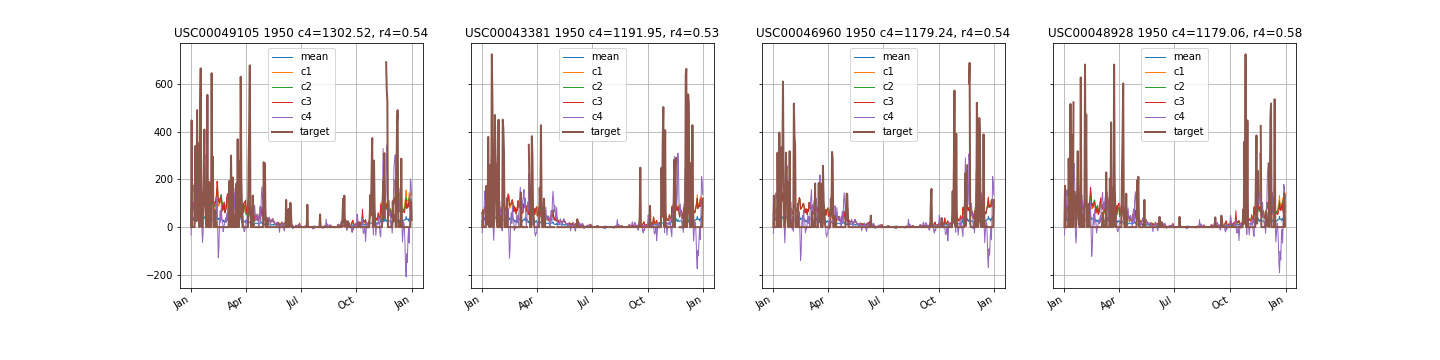 USC00049105 1950 c4=1302.52, r4=0.54
USC00043381 1950 c4=1191.95, r4=0.53
USC00046960 1950 c4=1179.24, r4=0.54
USC00048928 1950 c4=1179.06, r4=0.58
mean
c1
c2
c3
c4
target
mean
c1
c2
c3
c4
target
mean
c1
c2
c3
c4
target
mean
c1
c2
c3
c4
target
600
400
200
0
−200
Jan Apr Jul Oct Jan
Jan Apr Jul Oct Jan
Jan Apr Jul Oct Jan
Jan Apr Jul Oct Jan